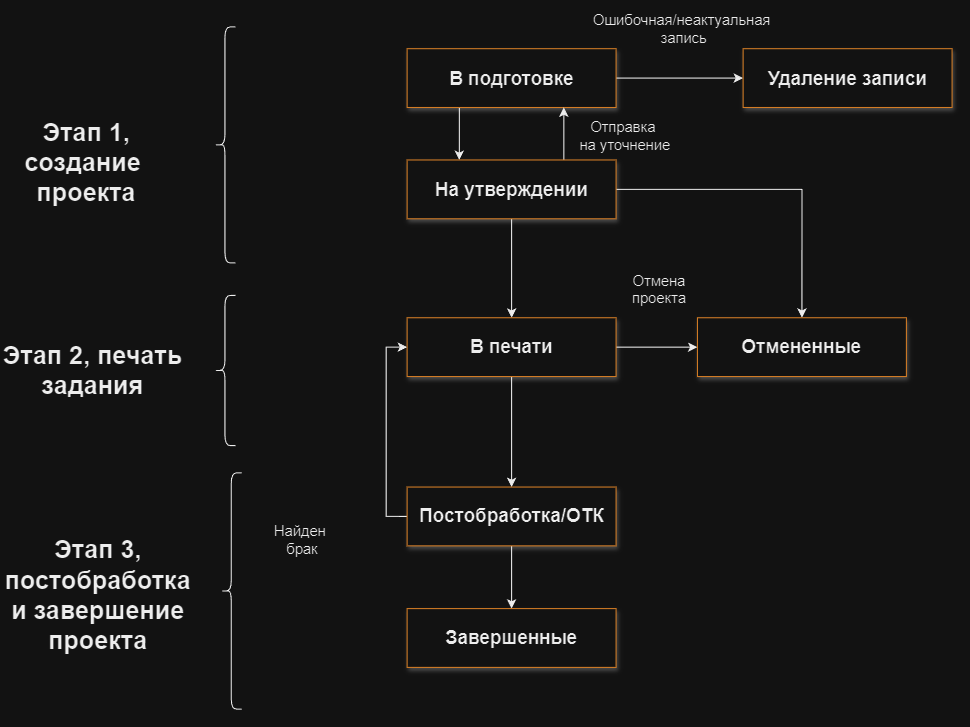 Ошибочная/неактуальная
запись
В подготовке
Удаление записи
Этап 1,
создание
проекта
Отправка
на уточнение
На утверждении
Отмена
проекта
Этап 2, печать
задания
В печати
Отмененные
Этап 3,
постобработка
и завершение
проекта
Найден
брак
Постобработка/ОТК
Завершенные